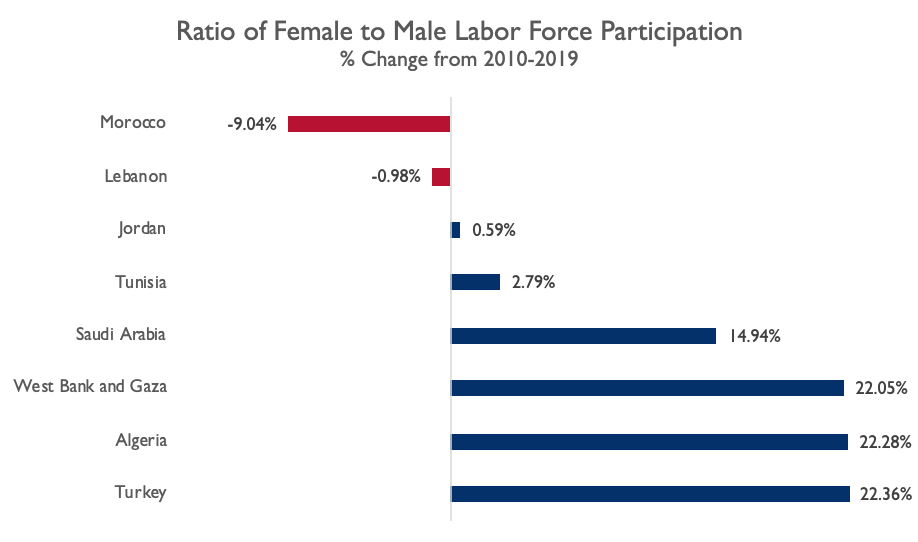 Ratio of Female to Male Labor Force Participation
% Change from 2010-2019
Morocco -9.04%
Lebanon -0.98%
Jordan 0.59%
Tunisia 2.79%
Saudi Arabia 14.94%
West Bank and Gaza 22.05%
Algeria 22.28%
Turkey 22.36%